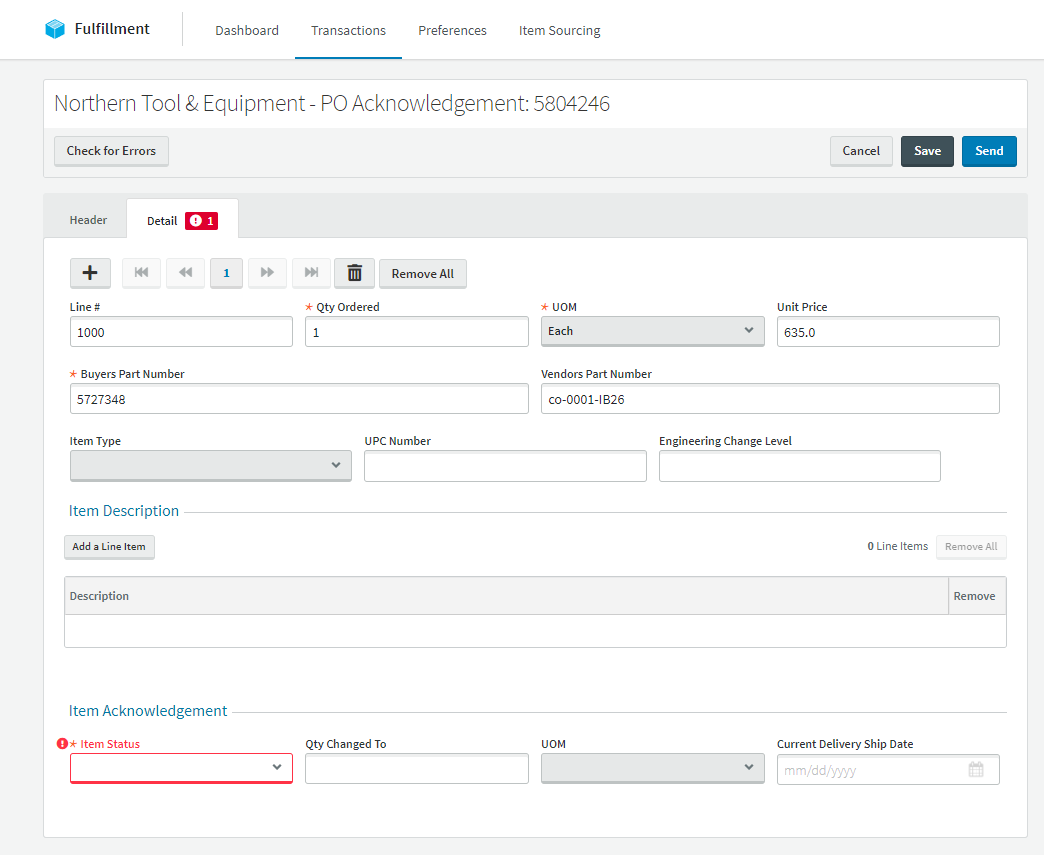 Fulfillment
Dashboard
Transactions
Preferences
Item Sourcing
Northern Tool & Equipment - PO Acknowledgement: 5804246
Check for Errors
Cancel
Save
Send
Header
Detail 1
1
Remove All
Line #
* Qty Ordered
* UOM
Unit Price
1000
1
Each
635.0
* Buyers Part Number
Vendors Part Number
5727348
co-0001-IB26
Item Type
UPC Number
Engineering Change Level
Item Description
Add a Line Item
0 Line Items
Remove All
Description
Remove
Item Acknowledgement
* Item Status
Qty Changed To
UOM
Current Delivery Ship Date
mm/dd/yyyy